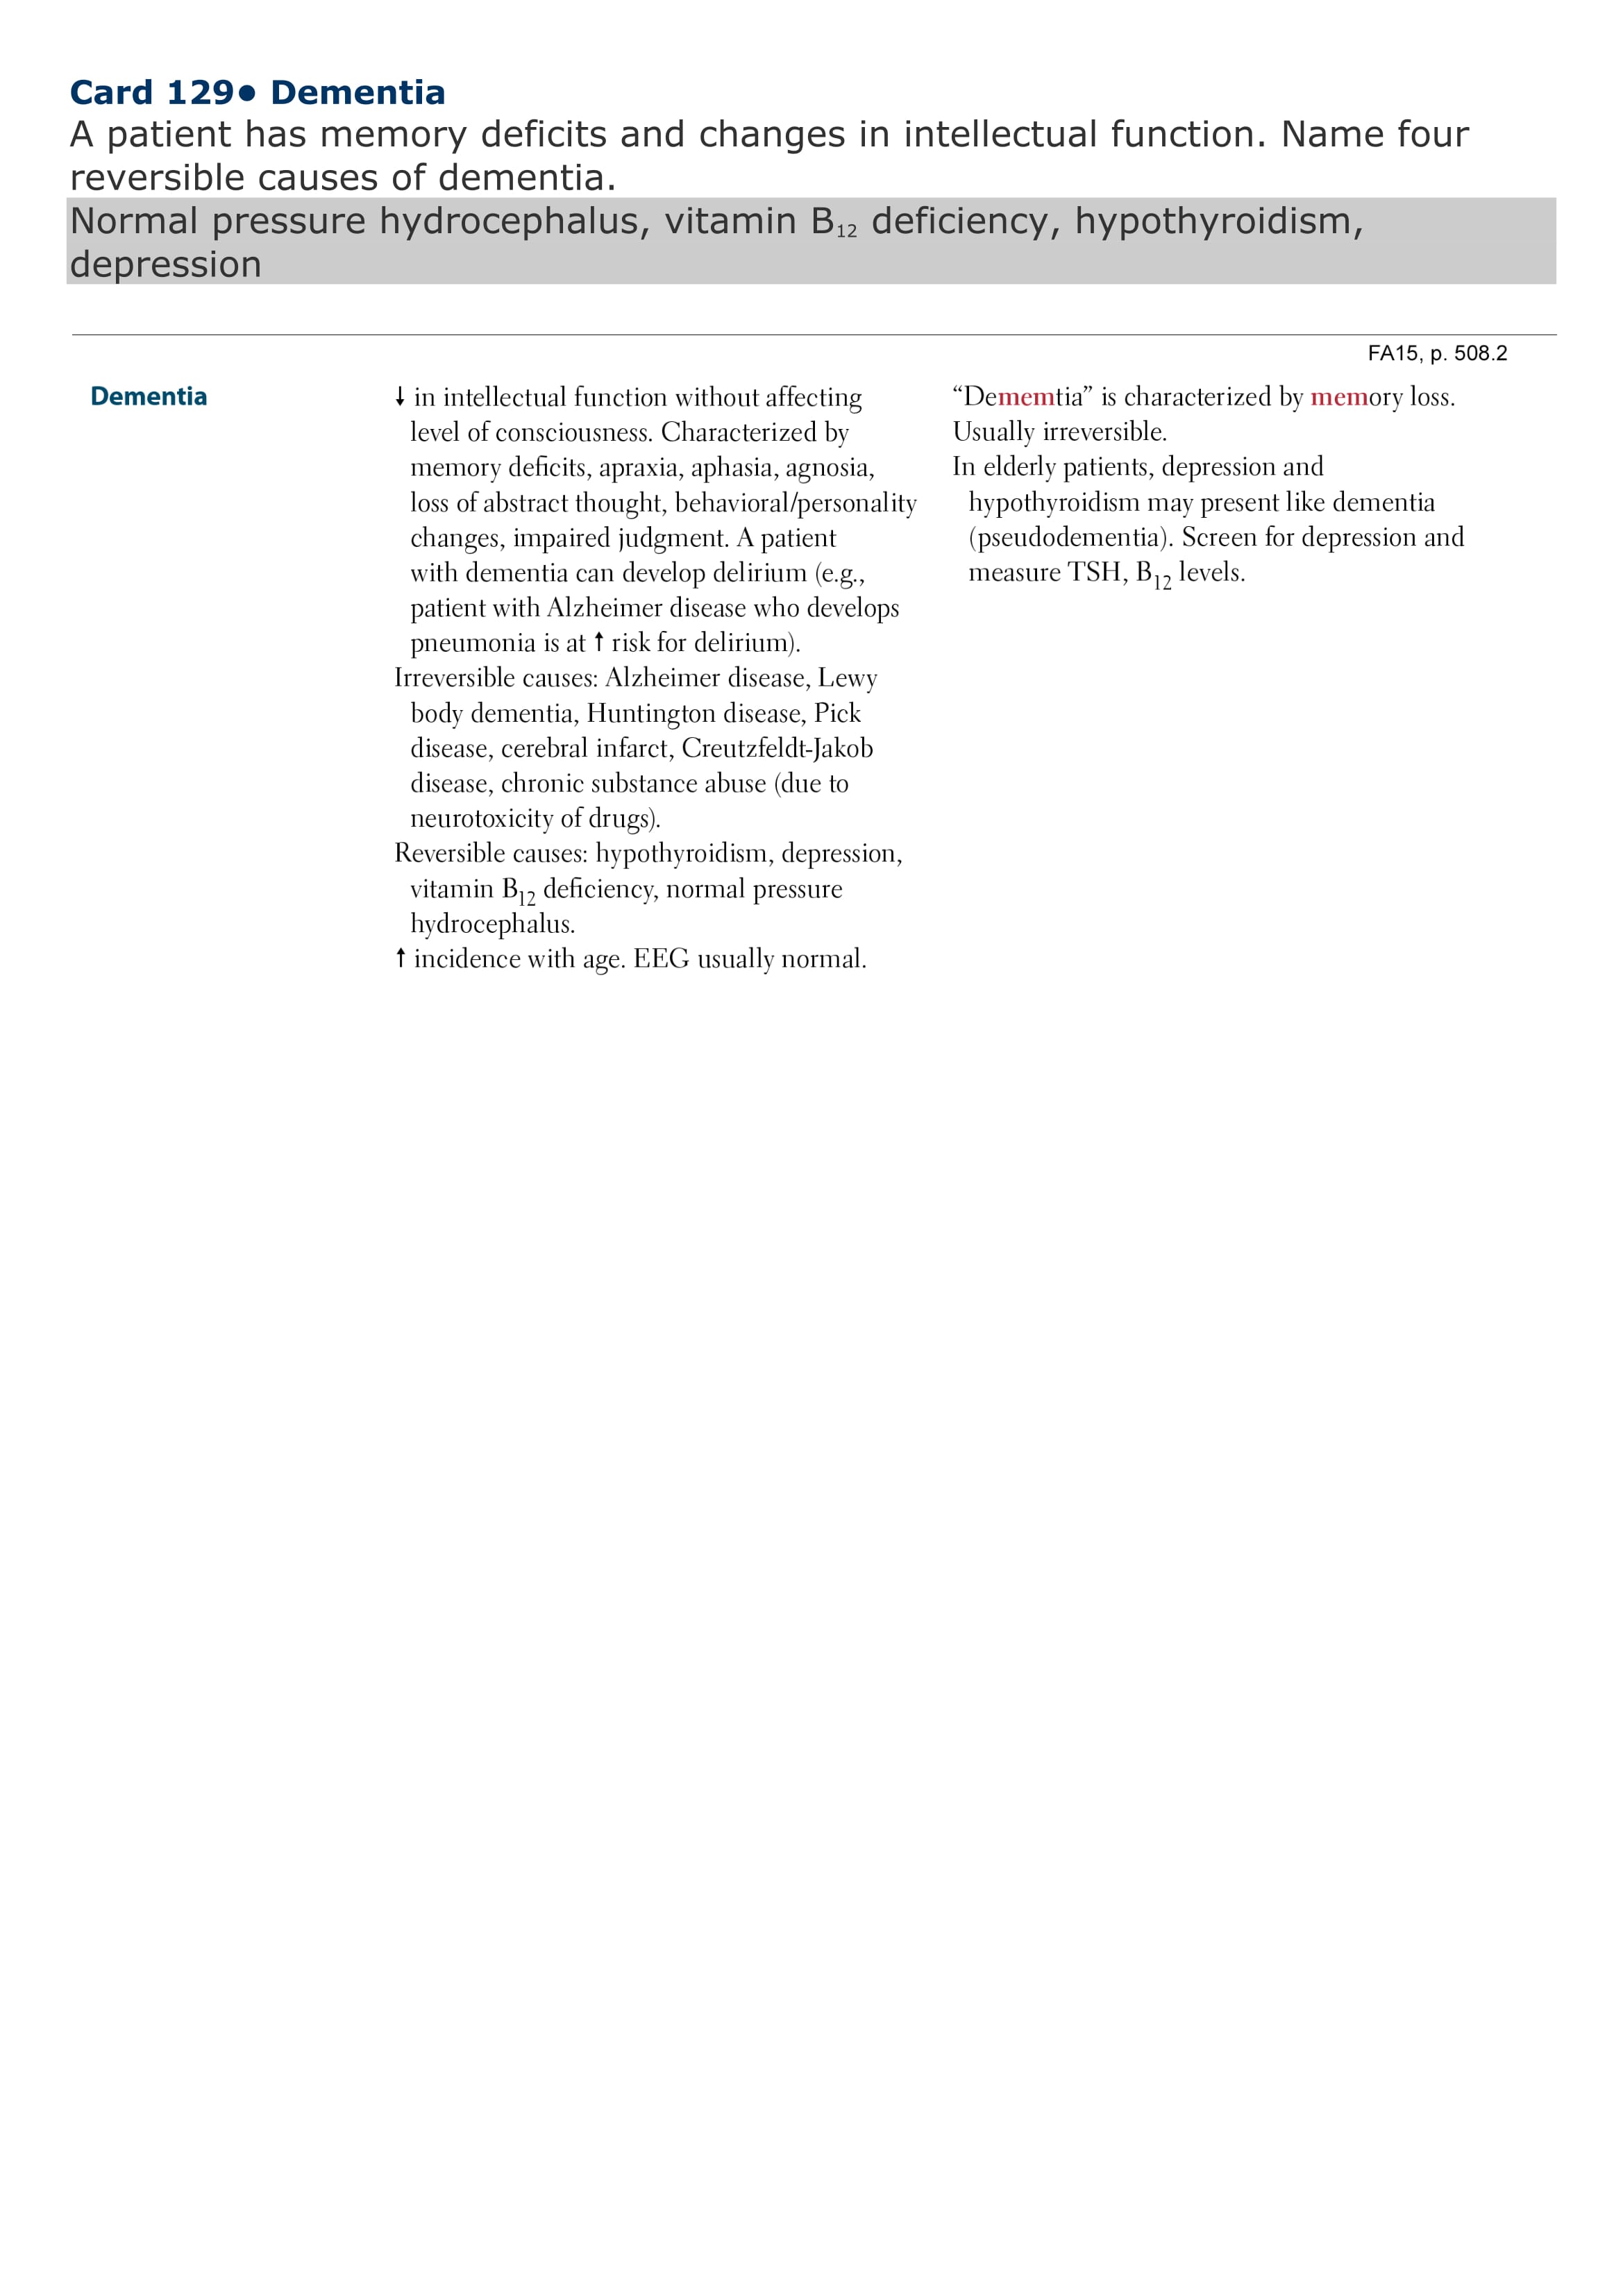 Card 129● Dementia
A patient has memory deficits and changes in intellectual function. Name four
reversible causes of dementia.
Normal pressure hydrocephalus, vitamin B₁₂ deficiency, hypothyroidism,
depression
FA15, p. 508.2
Dementia
↓ in intellectual function without affecting
level of consciousness. Characterized by
memory deficits, apraxia, aphasia, agnosia,
loss of abstract thought, behavioral/personality
changes, impaired judgment. A patient
with dementia can develop delirium (e.g.,
patient with Alzheimer disease who develops
pneumonia is at ↑ risk for delirium).
Irreversible causes: Alzheimer disease, Lewy
body dementia, Huntington disease, Pick
disease, cerebral infarct, Creutzfeldt-Jakob
disease, chronic substance abuse (due to
neurotoxicity of drugs).
Reversible causes: hypothyroidism, depression,
vitamin B₁₂ deficiency, normal pressure
hydrocephalus.
↑ incidence with age. EEG usually normal.
“Dememtia” is characterized by memory loss.
Usually irreversible.
In elderly patients, depression and
hypothyroidism may present like dementia
(pseudodementia). Screen for depression and
measure TSH, B₁₂ levels.